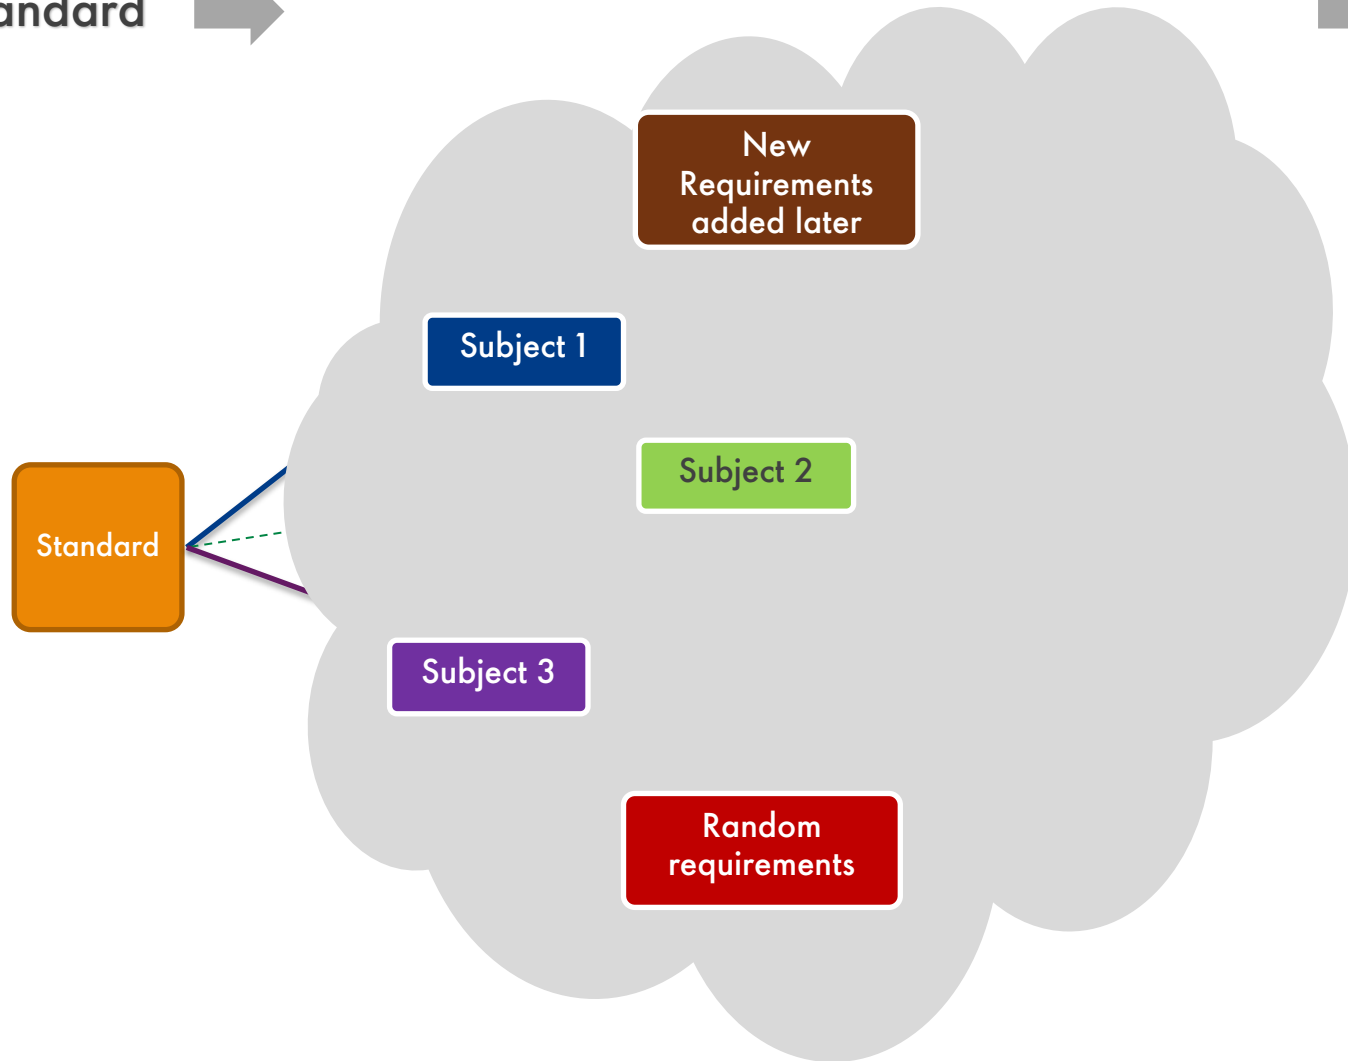 andard
New
Requirements
added later
Subject 1
Subject 2
Standard
Subject 3
Random
requirements